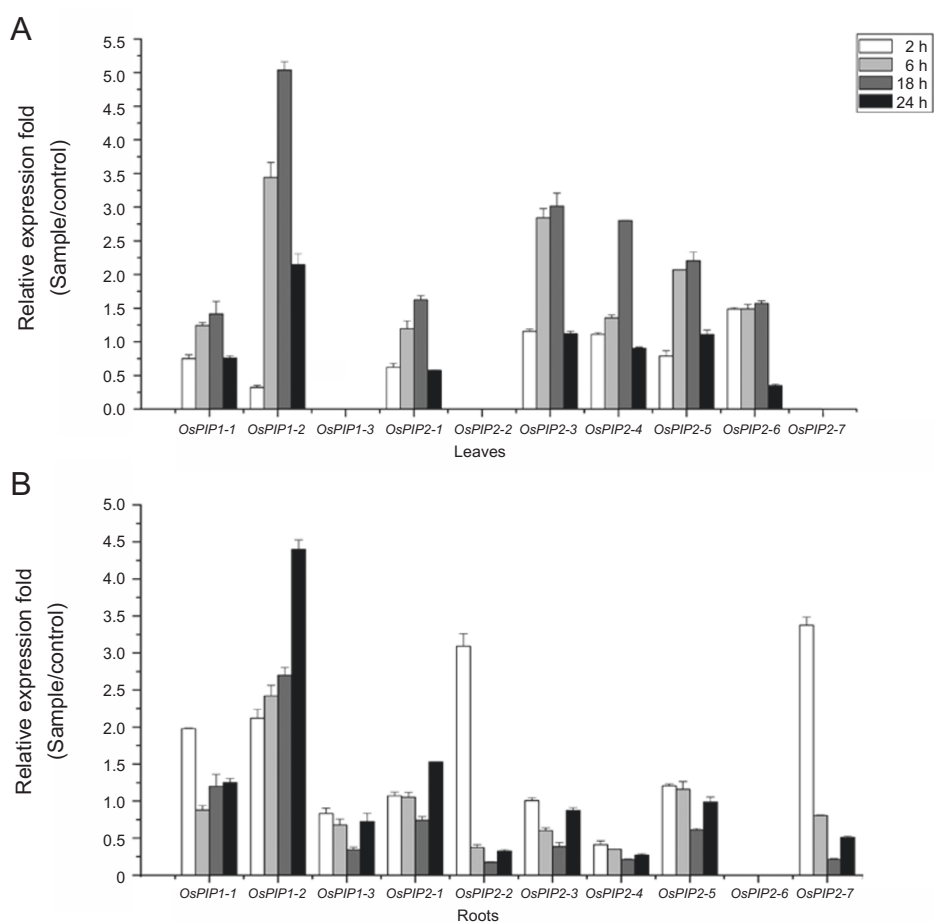 A
Relative expression fold
(Sample/control)
5.5
5.0
4.5
4.0
3.5
3.0
2.5
2.0
1.5
1.0
0.5
0.0
2 h
6 h
18 h
24 h
OsPIP1-1 OsPIP1-2 OsPIP1-3 OsPIP2-1 OsPIP2-2 OsPIP2-3 OsPIP2-4 OsPIP2-5 OsPIP2-6 OsPIP2-7
Leaves
B
Relative expression fold
(Sample/control)
5.0
4.5
4.0
3.5
3.0
2.5
2.0
1.5
1.0
0.5
0
OsPIP1-1 OsPIP1-2 OsPIP1-3 OsPIP2-1 OsPIP2-2 OsPIP2-3 OsPIP2-4 OsPIP2-5 OsPIP2-6 OsPIP2-7
Roots